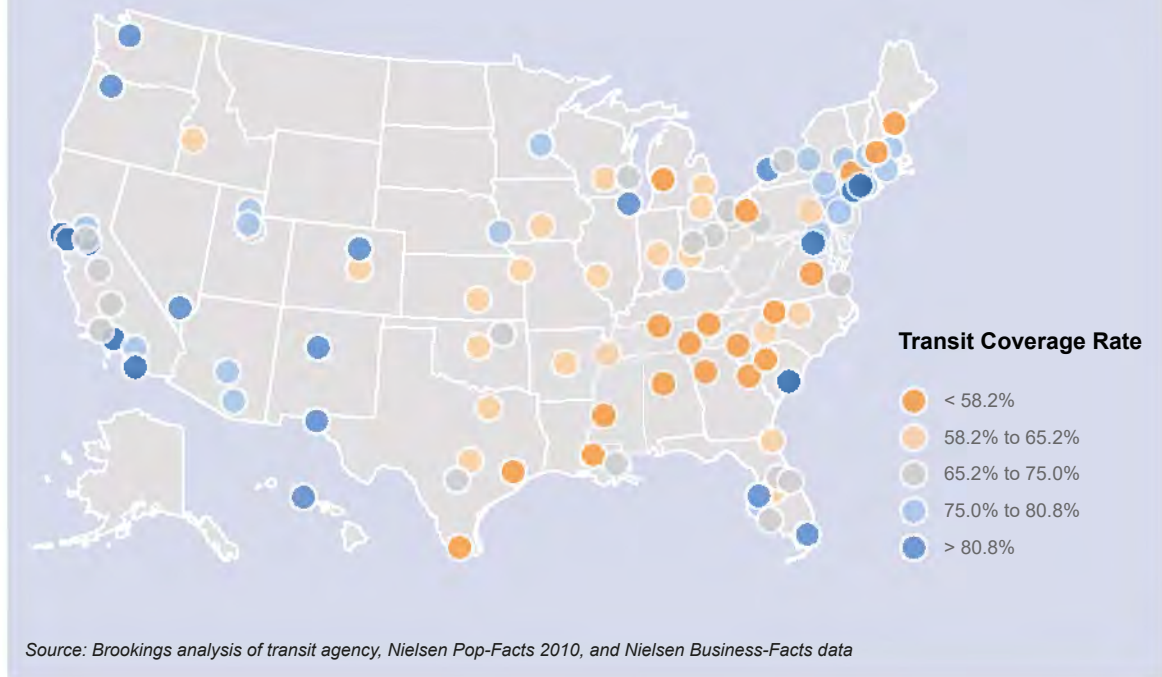 Transit Coverage Rate
< 58.2%
58.2% to 65.2%
65.2% to 75.0%
75.0% to 80.8%
> 80.8%
Source: Brookings analysis of transit agency, Nielsen Pop-Facts 2010, and Nielsen Business-Facts data